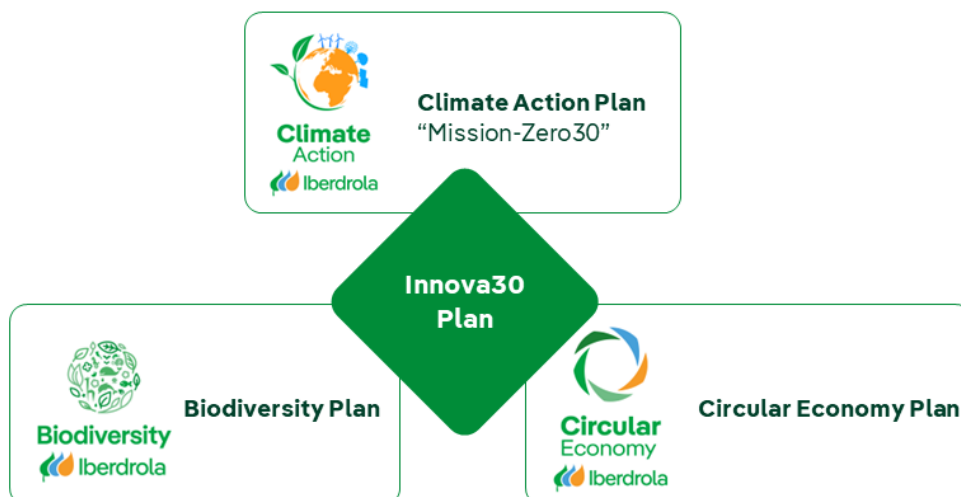 Climate
Action
Iberdrola
Climate Action Plan
“Mission-Zero30”
Innova30
Plan
Biodiversity
Iberdrola
Biodiversity Plan
Circular
Economy
Iberdrola
Circular Economy Plan